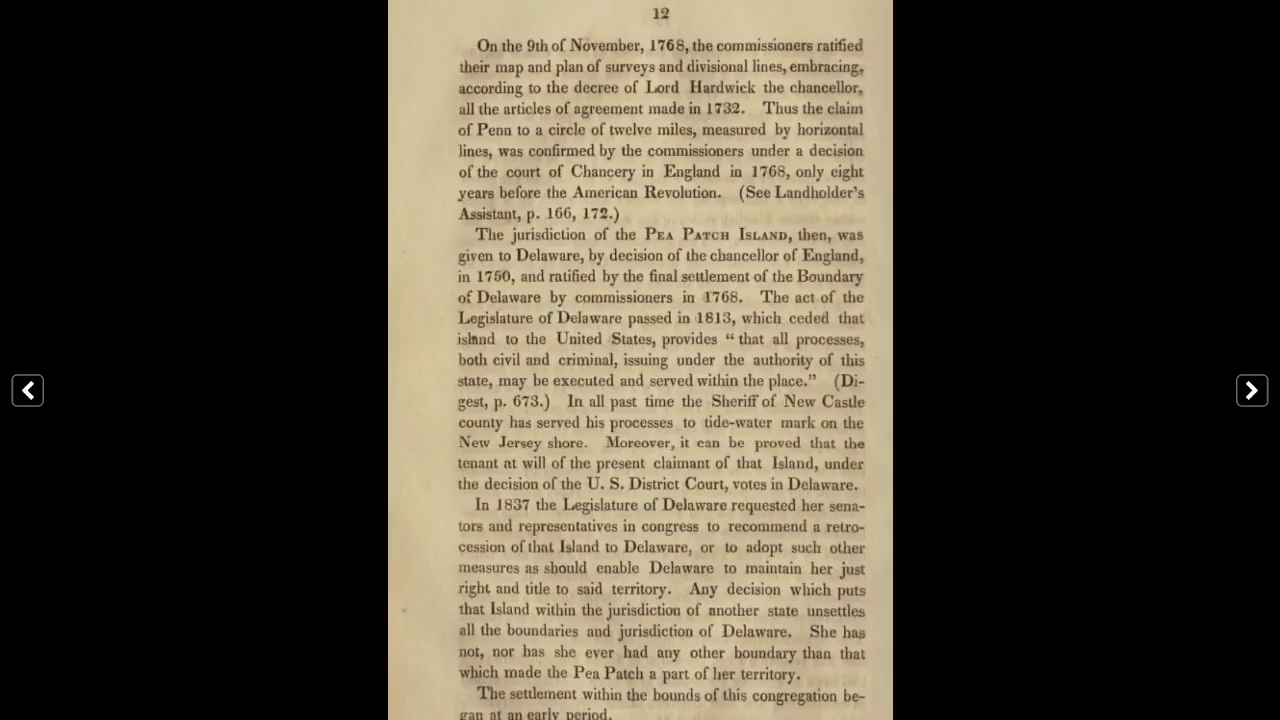 12
On the 9th of November, 1768, the commissioners ratified
their map and plan of surveys and divisional lines, embracing,
according to the decree of Lord Hardwick the chancellor,
all the articles of agreement made in 1732. Thus the claim
of Penn to a circle of twelve miles, measured by horizontal
lines, was confirmed by the commissioners under a decision
of the court of Chancery in England in 1768, only eight
years before the American Revolution. (See Landholder's
Assistant, p. 166, 172.)
The jurisdiction of the PEA PATCH ISLAND, then, was
given to Delaware, by decision of the chancellor of England,
in 1750, and ratified by the final settlement of the Boundary
of Delaware by commissioners in 1768. The act of the
Legislature of Delaware passed in 1813, which ceded that
island to the United States, provides “ that all processes,
both civil and criminal, issuing under the authority of this
state, may be executed and served within the place.” (Di-
gest, p. 673.) In all past time the Sheriff of New Castle
county has served his processes to tide-water mark on the
New Jersey shore. Moreover, it can be proved that the
tenant at will of the present claimant of that Island, under
the decision of the U. S. District Court, votes in Delaware.
In 1837 the Legislature of Delaware requested her sena-
tors and representatives in congress to recommend a retro-
cession of that Island to Delaware, or to adopt such other
measures as should enable Delaware to maintain her just
right and title to said territory. Any decision which puts
that Island within the jurisdiction of another state unsettles
all the boundaries and jurisdiction of Delaware. She has
not, nor has she ever had any other boundary than that
which made the Pea Patch a part of her territory.
The settlement within the bounds of this congregation be-
gan at an early period.